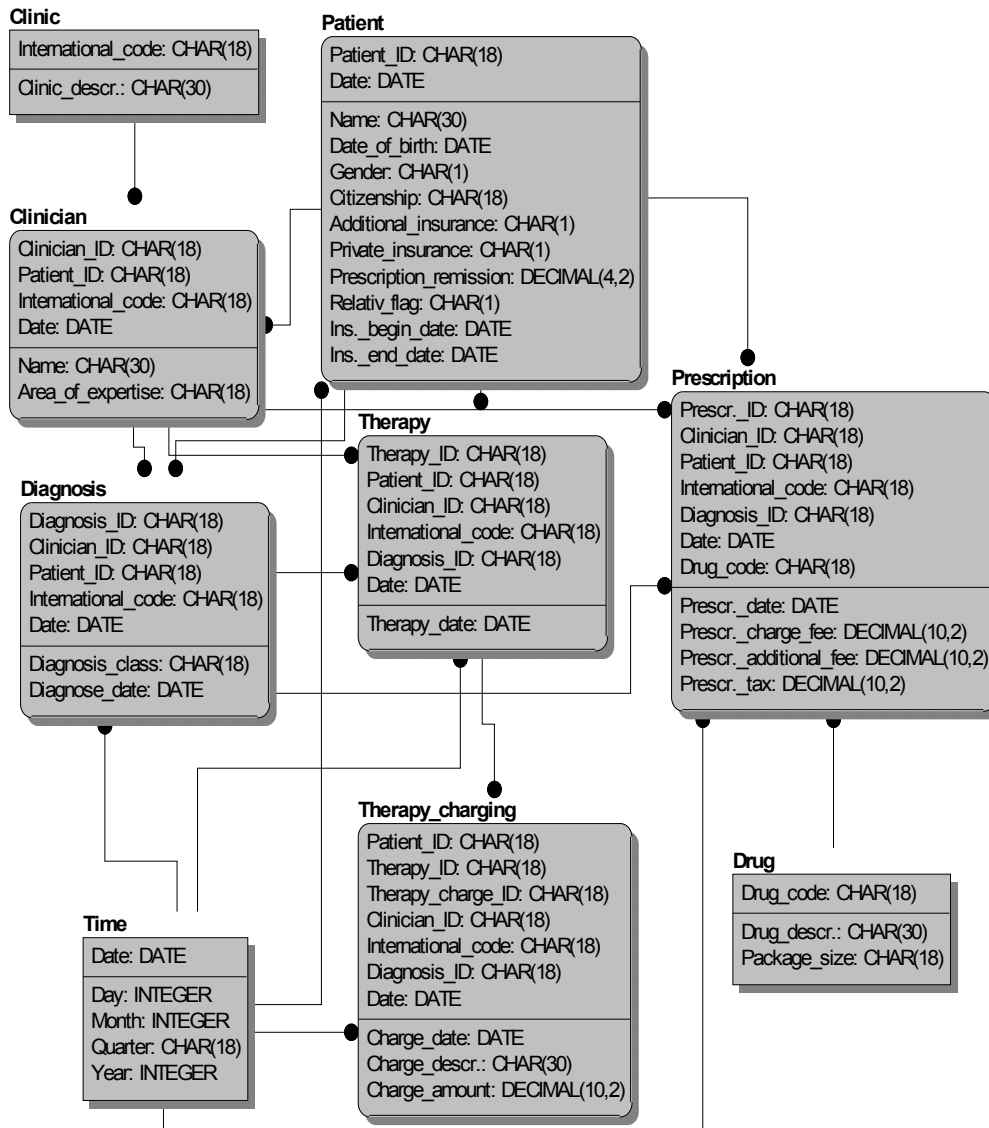 Clinic
International_code: CHAR(18)
Clinic_descr.: CHAR(30)
Patient
Patient_ID: CHAR(18)
Date: DATE
Name: CHAR(30)
Date_of_birth: DATE
Gender: CHAR(1)
Citizenship: CHAR(18)
Additional_insurance: CHAR(1)
Private_insurance: CHAR(1)
Prescription_remission: DECIMAL(4,2)
Relativ_flag: CHAR(1)
Ins._begin_date: DATE
Ins._end_date: DATE
Clinician
Clinician_ID: CHAR(18)
Patient_ID: CHAR(18)
International_code: CHAR(18)
Date: DATE
Name: CHAR(30)
Area_of_expertise: CHAR(18)
Prescription
Prescr._ID: CHAR(18)
Clinician_ID: CHAR(18)
Patient_ID: CHAR(18)
International_code: CHAR(18)
Diagnosis_ID: CHAR(18)
Date: DATE
Drug_code: CHAR(18)
Prescr._date: DATE
Prescr._charge_fee: DECIMAL(10,2)
Prescr._additional_fee: DECIMAL(10,2)
Prescr._tax: DECIMAL(10,2)
Therapy
Therapy_ID: CHAR(18)
Patient_ID: CHAR(18)
Clinician_ID: CHAR(18)
International_code: CHAR(18)
Diagnosis_ID: CHAR(18)
Date: DATE
Therapy_date: DATE
Diagnosis
Diagnosis_ID: CHAR(18)
Clinician_ID: CHAR(18)
Patient_ID: CHAR(18)
International_code: CHAR(18)
Date: DATE
Diagnosis_class: CHAR(18)
Diagnose_date: DATE
Therapy_charging
Patient_ID: CHAR(18)
Therapy_ID: CHAR(18)
Therapy_charge_ID: CHAR(18)
Clinician_ID: CHAR(18)
International_code: CHAR(18)
Diagnosis_ID: CHAR(18)
Date: DATE
Charge_date: DATE
Charge_descr.: CHAR(30)
Charge_amount: DECIMAL(10,2)
Drug
Drug_code: CHAR(18)
Drug_descr.: CHAR(30)
Package_size: CHAR(18)
Time
Date: DATE
Day: INTEGER
Month: INTEGER
Quarter: CHAR(18)
Year: INTEGER